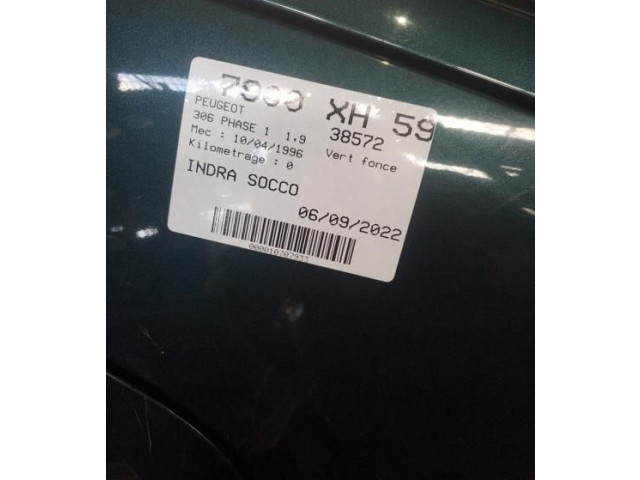 7900 XH 59
PEUGEOT
306 PHASE 1 1.9 38572
Mec : 10/04/1996 Vert fonce
Kilometrage : 0
INDRA SOCCO
06/09/2022